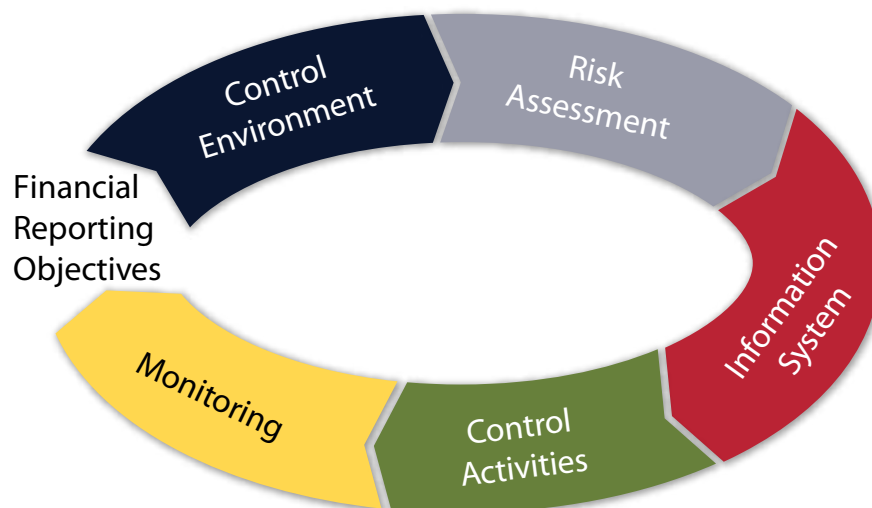 Control
Environment
Risk
Assessment
Financial
Reporting
Objectives
Information
System
Monitoring
Control
Activities